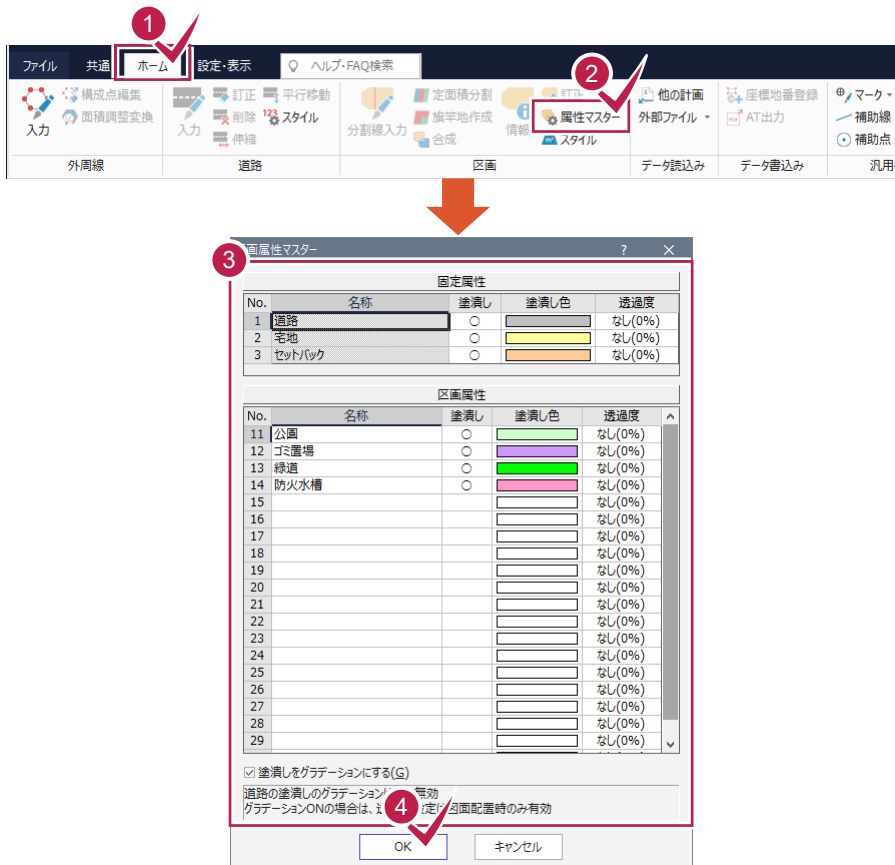 1
ファイル 共通 ホーム 設定・表示 ヘルプ・FAQ検索
2
入力 構成点編集 面積調整変換
外周線
入力 訂正 平行移動
削除 スタイル
伸縮
道路
分割線入力 定面積分割
旗竿地作成
合成
情報 訂正
属性マスター
スタイル
区画
他の計画
外部ファイル
データ読込み
座標地番登録
AT出力
データ書込み
マーク
補助線
補助点
汎用
3
画属性マスター ? ×
固定属性
No. 名称 塗潰し 塗潰し色 透過度
1 道路 ○ なし(0%)
2 宅地 ○ なし(0%)
3 セットバック ○ なし(0%)
区画属性
No. 名称 塗潰し 塗潰し色 透過度
11 公園 ○ なし(0%)
12 ゴミ置場 ○ なし(0%)
13 緑道 ○ なし(0%)
14 防火水槽 ○ なし(0%)
15 なし(0%)
16 なし(0%)
17 なし(0%)
18 なし(0%)
19 なし(0%)
20 なし(0%)
21 なし(0%)
22 なし(0%)
23 なし(0%)
24 なし(0%)
25 なし(0%)
26 なし(0%)
27 なし(0%)
28 なし(0%)
29 なし(0%)
塗潰しをグラデーションにする(G)
道路の塗潰しのグラデーション 無効
グラデーションONの場合は、 定は図面配置時のみ有効
4
OK キャンセル